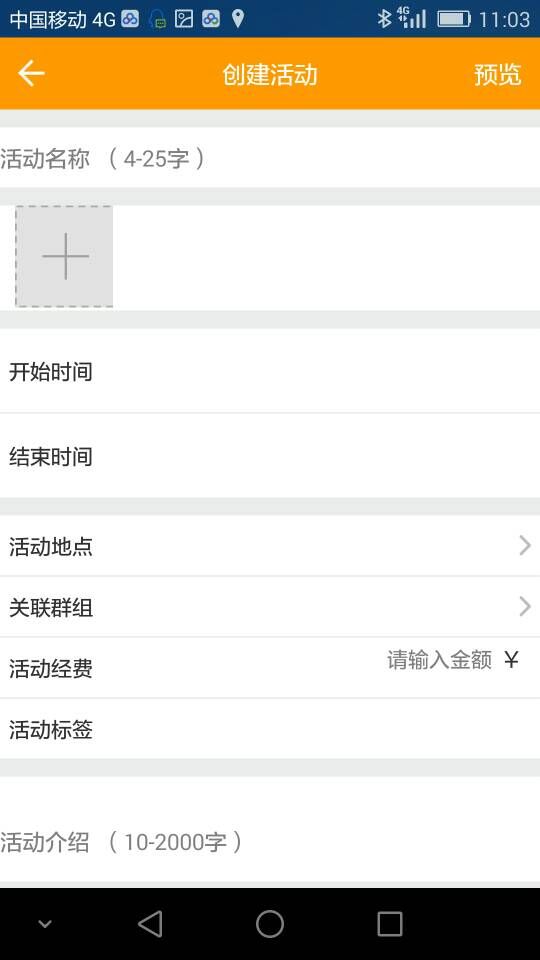 中国移动 4G 4G 11:03
创建活动 预览
活动名称 （ 4-25字 ）
开始时间
结束时间
活动地点
关联群组
活动经费 请输入金额 ¥
活动标签
活动介绍 （ 10-2000字 ）